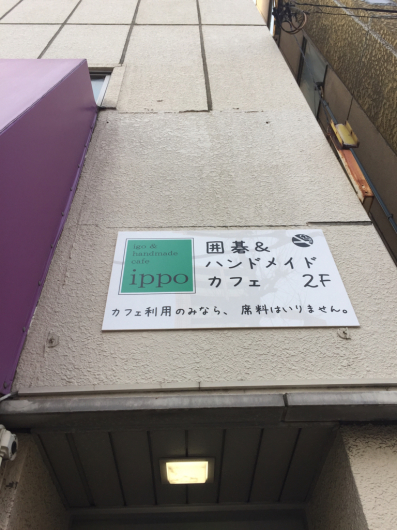 igo &
handmade
cafe
ippo
囲碁&
ハンドメイド
カフェ 2F
カフェ利用のみなら、席料はいりません。